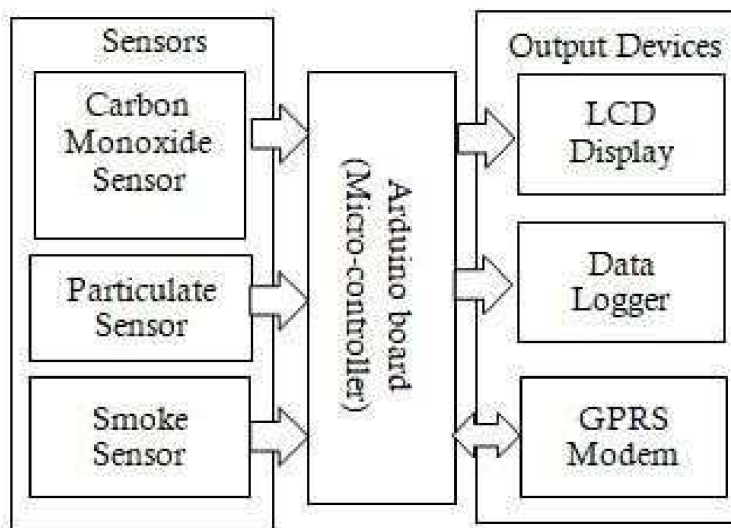 Sensors
Carbon
Monoxide
Sensor
Particulate
Sensor
Smoke
Sensor
Arduino board
(Micro-controller)
Output Devices
LCD
Display
Data
Logger
GPRS
Modem